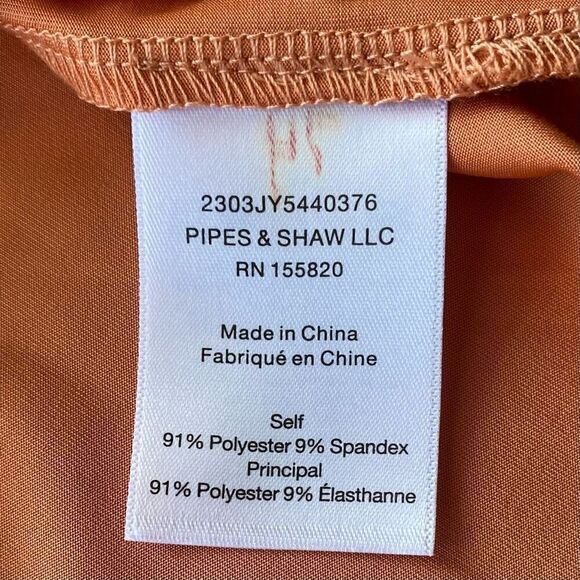 2303JY5440376
PIPES & SHAW LLC
RN 155820
Made in China
Fabriqué en Chine
Self
91% Polyester 9% Spandex
Principal
91% Polyester 9% Élasthanne